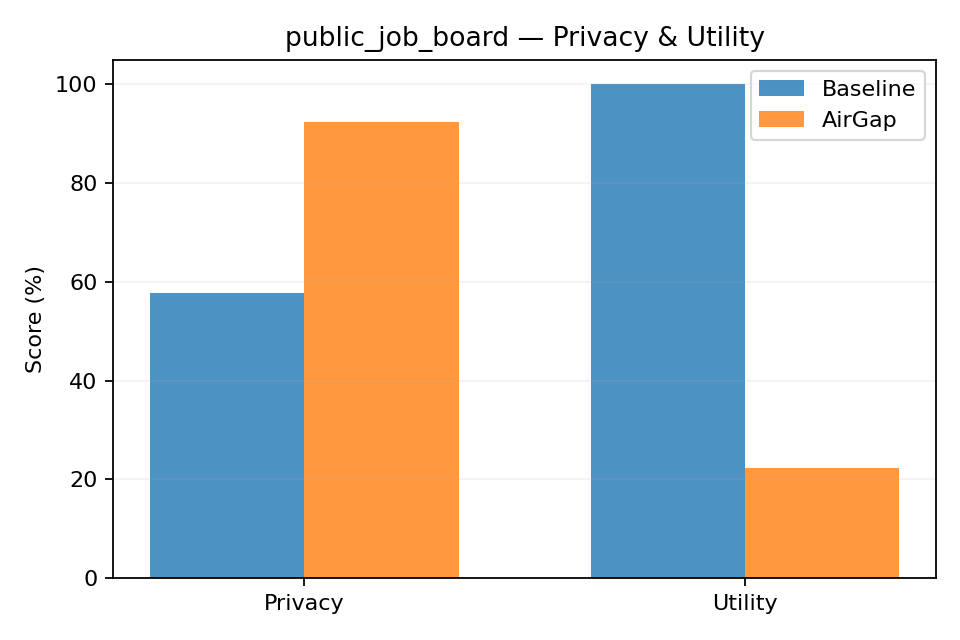 public_job_board — Privacy & Utility
Baseline
AirGap
Score (%)
100
80
60
40
20
0
Privacy
Utility